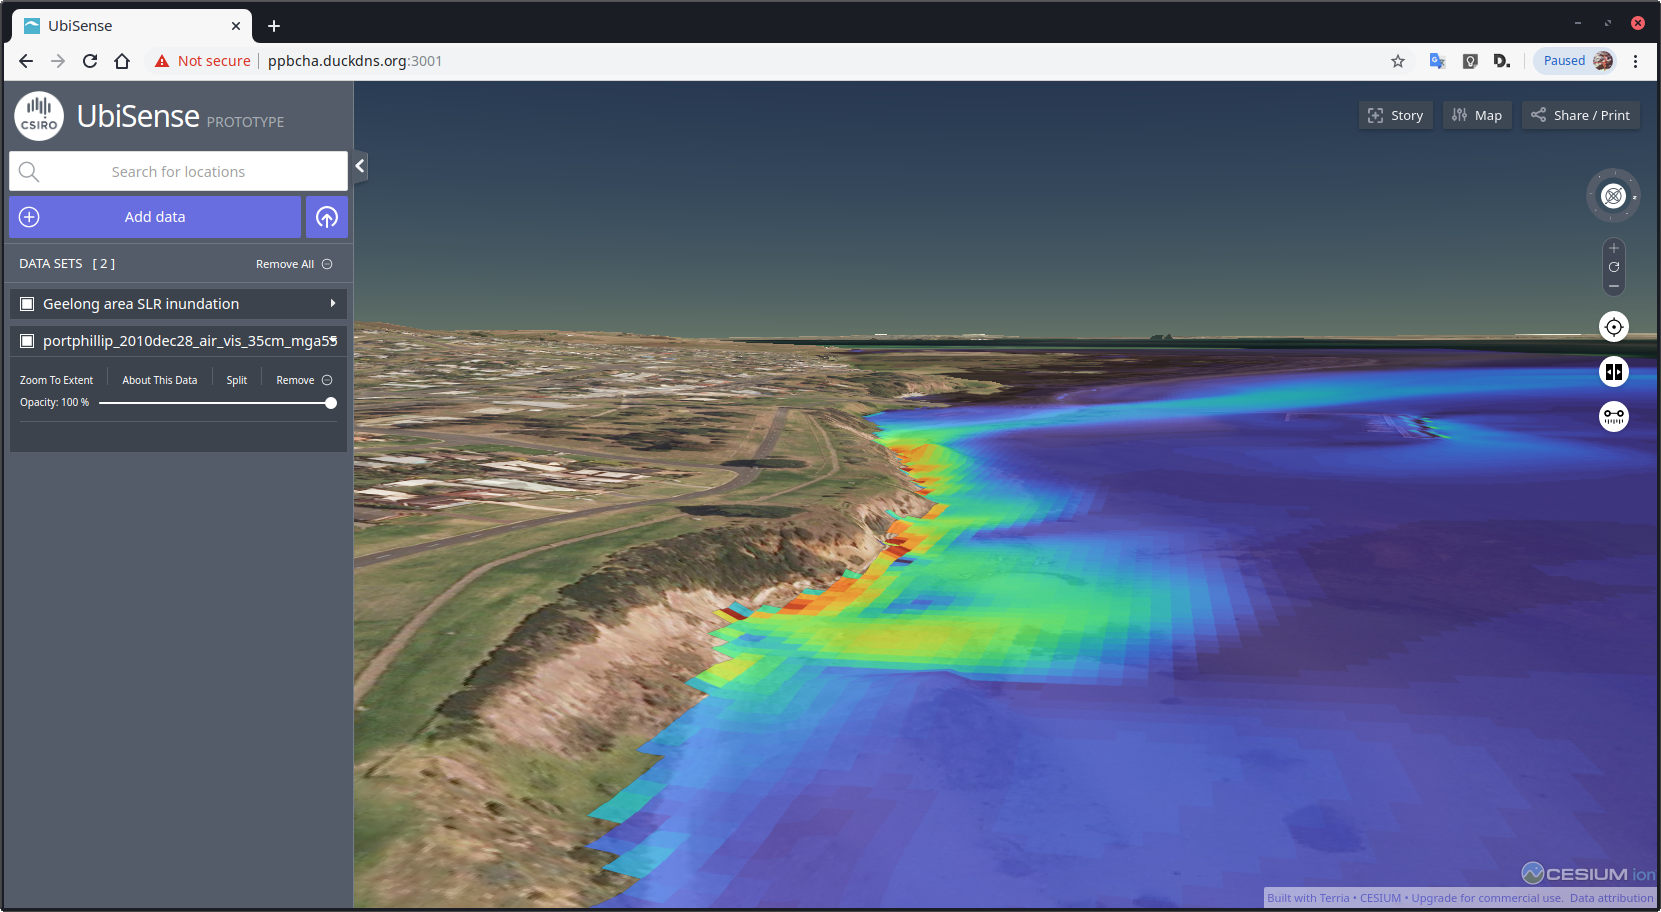 UbiSense
Not secure
ppbcha.duckdns.org:3001
Paused
CSIRO
UbiSense PROTOTYPE
Search for locations
Add data
DATA SETS [ 2 ]
Remove All
Geelong area SLR inundation
portphillip_2010dec28_air_vis_35cm_mga55
Zoom To Extent
About This Data
Split
Remove
Opacity: 100 %
Story
Map
Share / Print
CESIUM ion
Built with Terria • CESIUM • Upgrade for commercial use. Data attribution